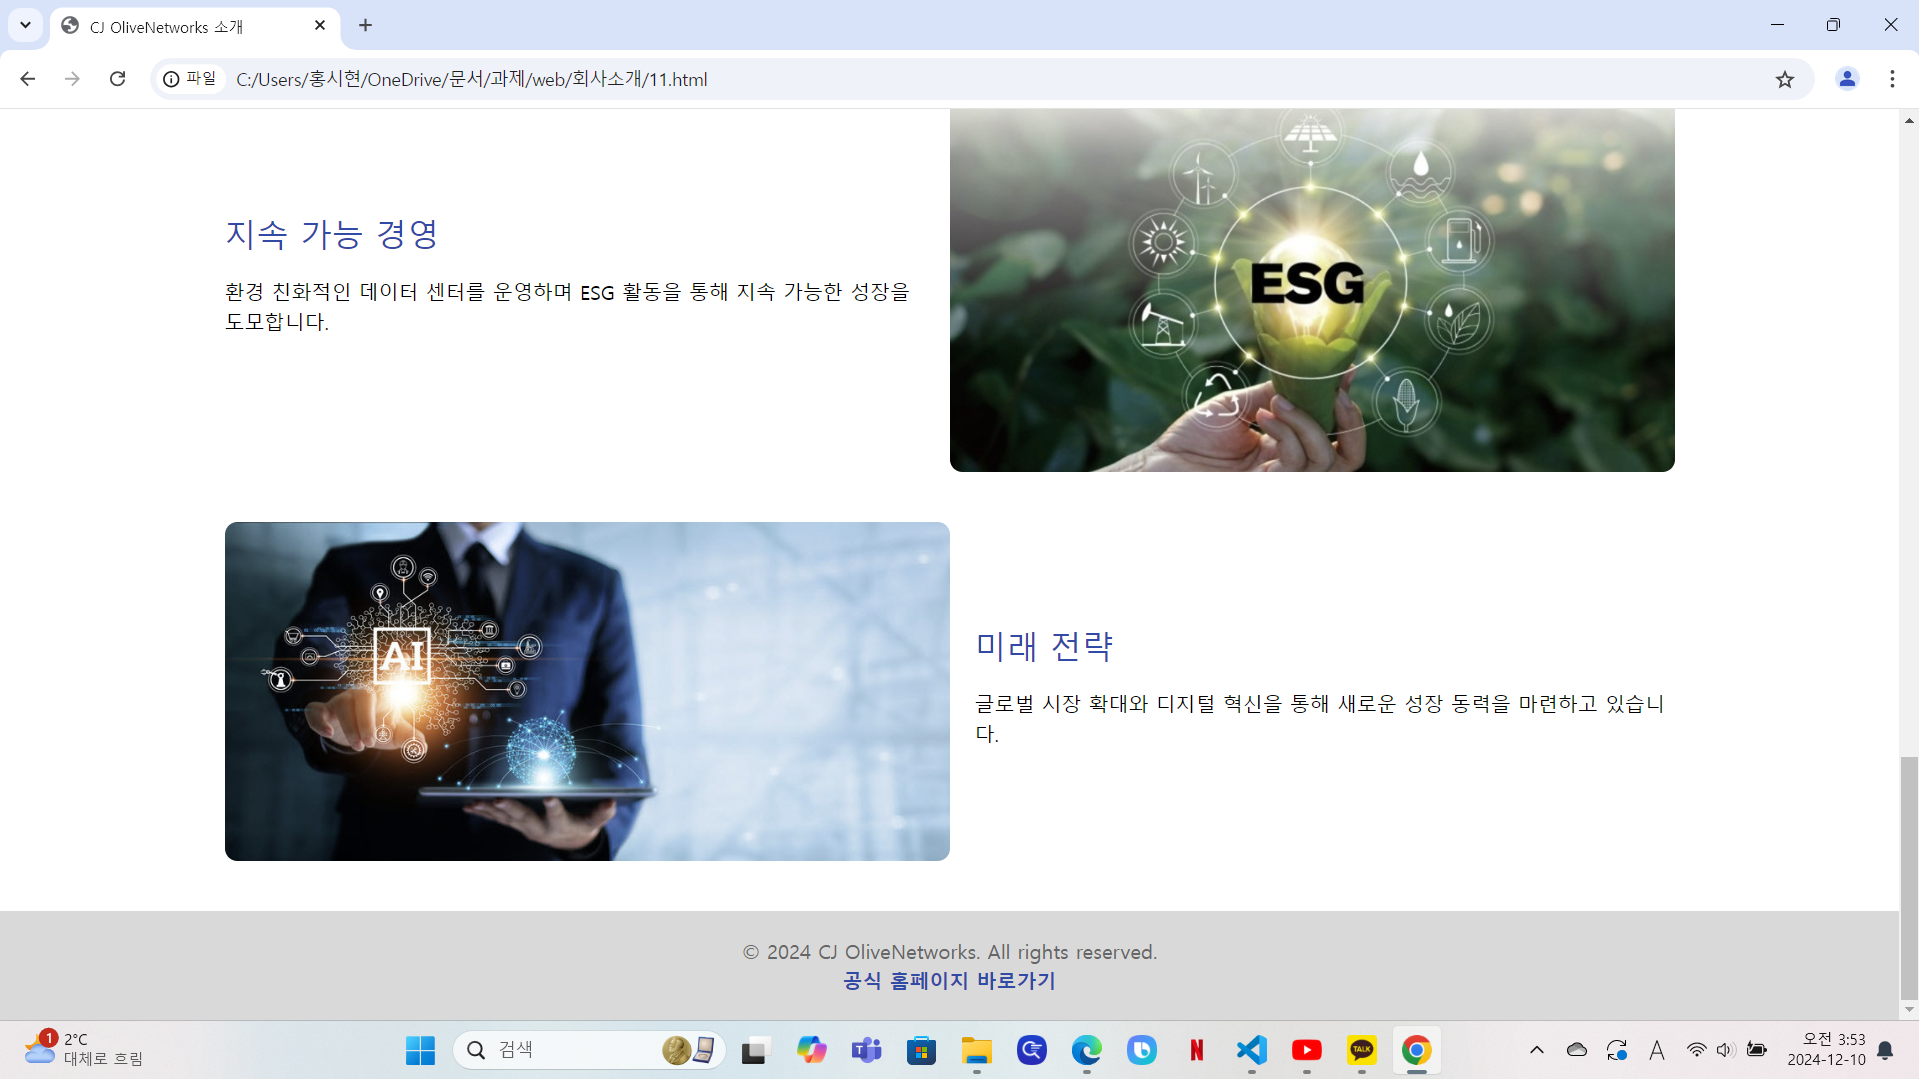 CJ OliveNetworks 소개
파일
C:/Users/홍시현/OneDrive/문서/과제/web/회사소개/11.html
지속 가능 경영
환경 친화적인 데이터 센터를 운영하며 ESG 활동을 통해 지속 가능한 성장을
도모합니다.
ESG
AI
미래 전략
글로벌 시장 확대와 디지털 혁신을 통해 새로운 성장 동력을 마련하고 있습니
다.
© 2024 CJ OliveNetworks. All rights reserved.
공식 홈페이지 바로가기
1
2°C
대체로 흐림
검색
T
N
TALK
A
오전 3:53
2024-12-10